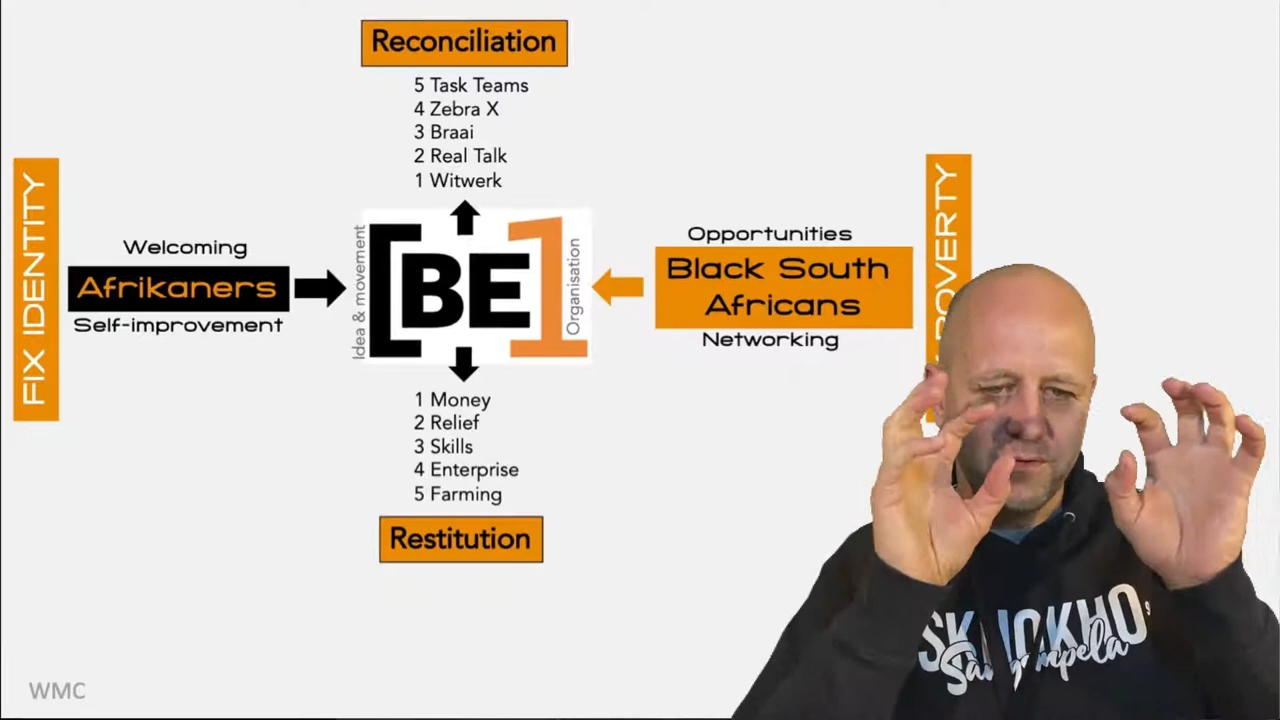 Reconciliation
5 Task Teams
4 Zebra X
3 Braai
2 Real Talk
1 Witwerk
FIX IDENTITY
Welcoming
Afrikaners
Self-improvement
Idea & movement
[BE1
Organisation
Opportunities
Black South
Africans
Networking
POVERTY
1 Money
2 Relief
3 Skills
4 Enterprise
5 Farming
Restitution
WMC